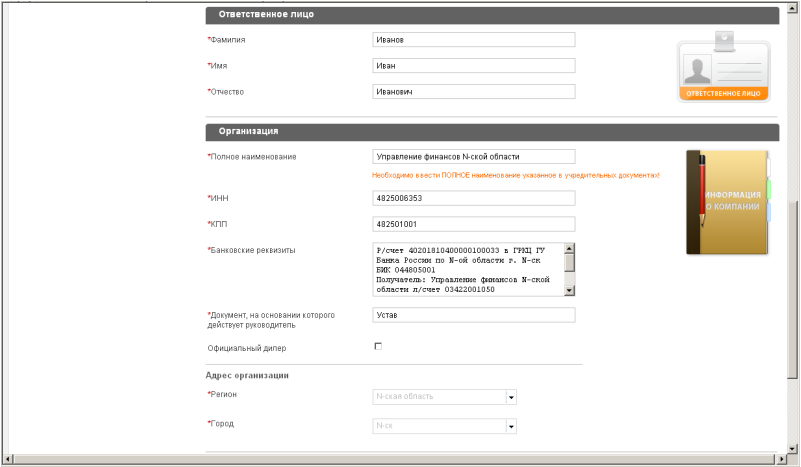 Ответственное лицо
*Фамилия
Иванов
*Имя
Иван
*Отчество
Иванович
ОТВЕТСТВЕННОЕ ЛИЦО
Организация
*Полное наименование
Управление финансов N-ской области
Необходимо ввести ПОЛНОЕ наименование указанное в учредительных документах!
ИНФОРМАЦИЯ
О КОМПАНИИ
*ИНН
4825006353
*КПП
482501001
*Банковские реквизиты
Р/счет 40201810400000100033 в ГРКЦ ГУ
Банка России по N-ой области г. N-ск
БИК 044805001
Получатель: Управление финансов N-ской
области л/счет 03422001050
*Документ, на основании которого
действует руководитель
Устав
Официальный дилер
Адрес организации
*Регион
N-ская область
*Город
N-ск